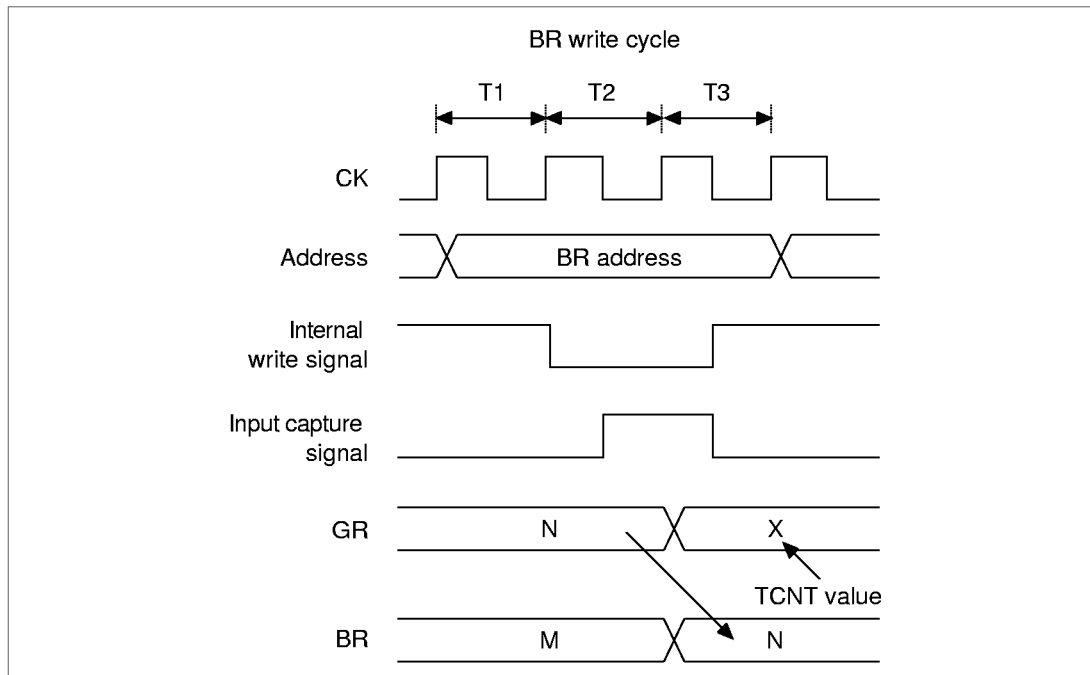 BR write cycle
T1 T2 T3
CK
Address BR address
Internal
write signal
Input capture
signal
GR N X
TCNT value
BR M N